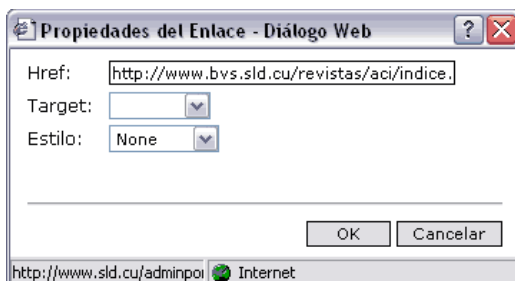 Propiedades del Enlace - Diálogo Web
Href: http://www.bvs.sld.cu/revistas/aci/indice.
Target:
Estilo: None
OK Cancelar
http://www.sld.cu/adminpoi Internet